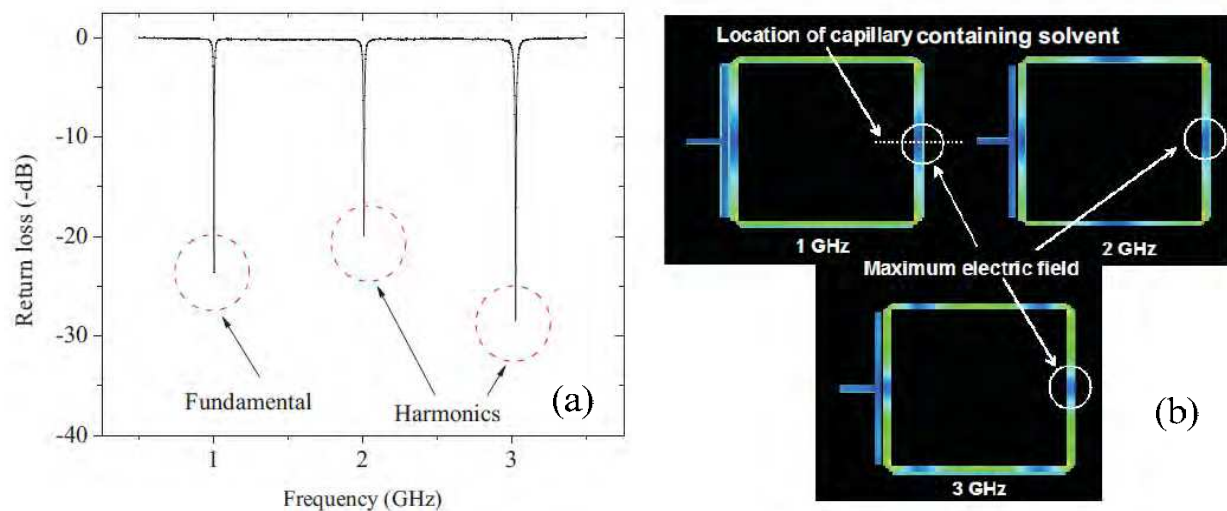 0
-10
-20
-30
-40
Return loss (-dB)
Fundamental
Harmonics
(a)
1
2
3
Frequency (GHz)
Location of capillary containing solvent
1 GHz
2 GHz
Maximum electric field
3 GHz
(b)